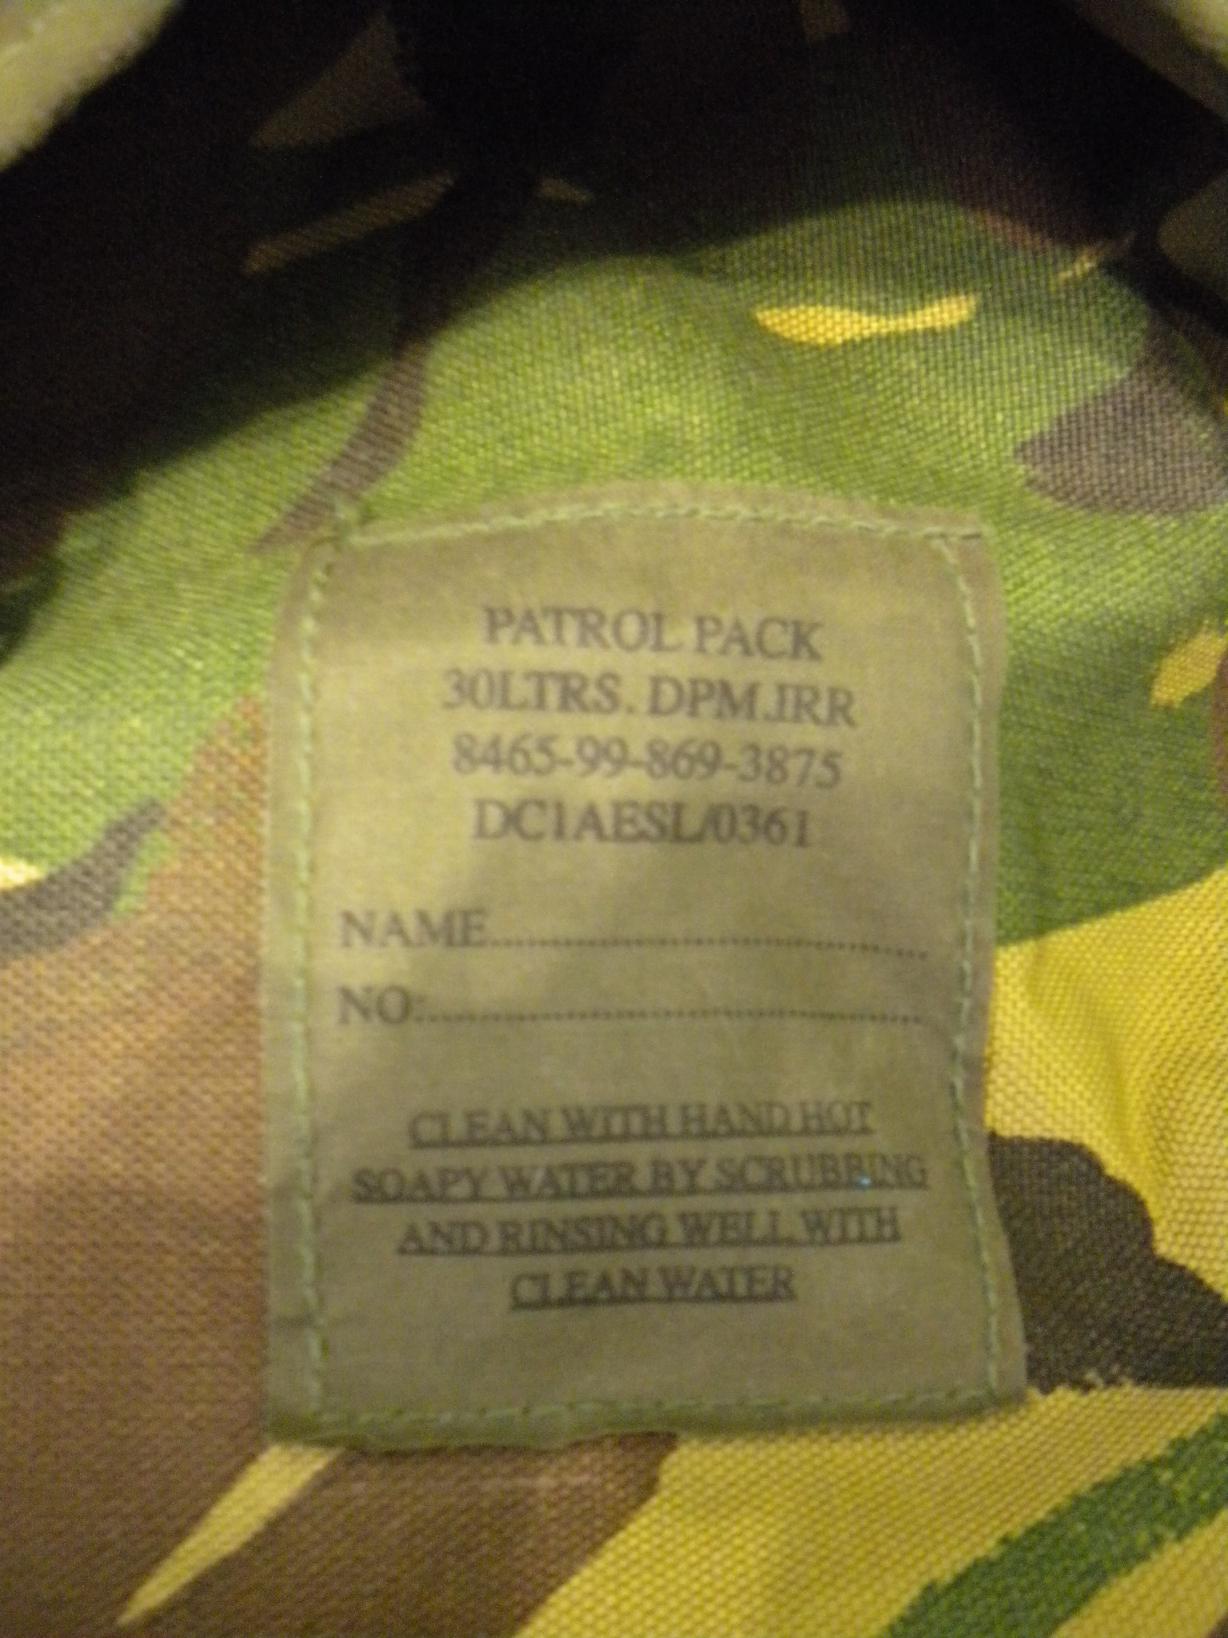 PATROL PACK
30LTRS. DPM.IRR
8465-99-869-3875
DC1AESL/0361
NAME..........................................
NO:..........................................
CLEAN WITH HAND HOT
SOAPY WATER BY SCRUBBING
AND RINSING WELL WITH
CLEAN WATER